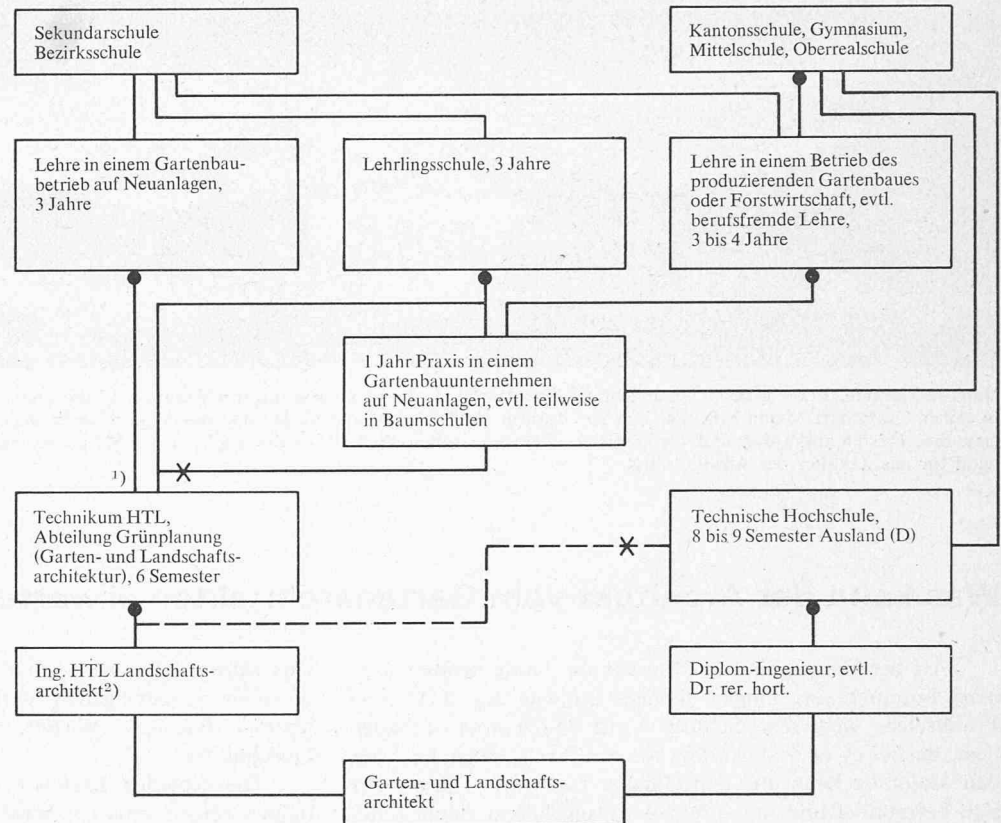 Sekundarschule
Bezirksschule
Kantonsschule, Gymnasium,
Mittelschule, Oberrealschule
Lehre in einem Gartenbau-
betrieb auf Neuanlagen,
3 Jahre
Lehrlingsschule, 3 Jahre
Lehre in einem Betrieb des
produzierenden Gartenbaues
oder Forstwirtschaft, evtl.
berufsfremde Lehre,
3 bis 4 Jahre
1 Jahr Praxis in einem
Gartenbauunternehmen
auf Neuanlagen, evtl. teilweise
in Baumschulen
¹)
Technikum HTL,
Abteilung Grünplanung
(Garten- und Landschafts-
architektur), 6 Semester
Technische Hochschule,
8 bis 9 Semester Ausland (D)
Ing. HTL Landschafts-
architekt²)
Diplom-Ingenieur, evtl.
Dr. rer. hort.
Garten- und Landschafts-
architekt